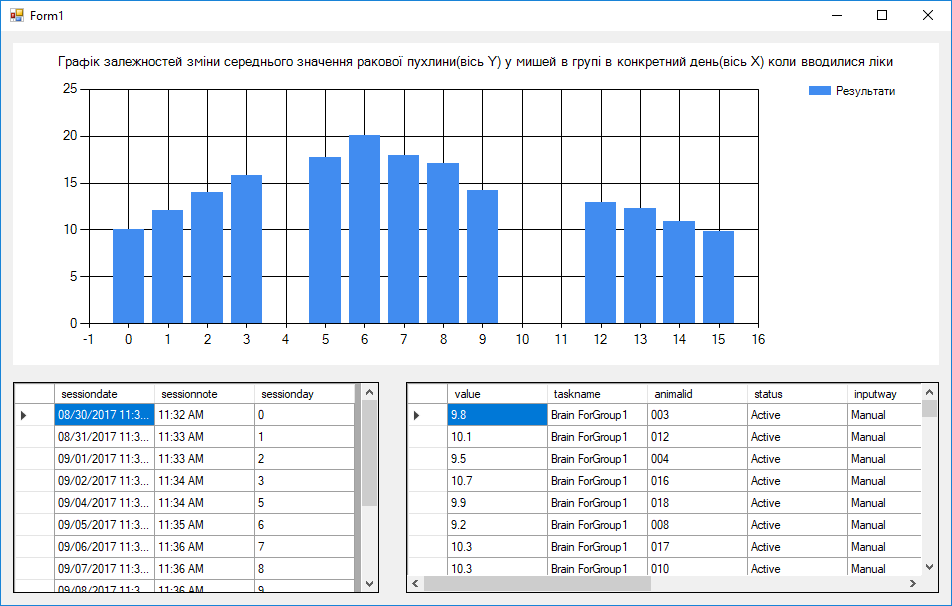 Form1
Графік залежностей зміни середнього значення ракової пухлини(вісь Y) у мишей в групі в конкретний день(вісь X) коли вводилися ліки
Результати
25
20
15
10
5
0
-1 0 1 2 3 4 5 6 7 8 9 10 11 12 13 14 15 16
sessiondate sessionnote sessionday
08/30/2017 11:3... 11:32 AM 0
08/31/2017 11:3... 11:33 AM 1
09/01/2017 11:3... 11:33 AM 2
09/02/2017 11:3... 11:34 AM 3
09/04/2017 11:3... 11:34 AM 5
09/05/2017 11:3... 11:35 AM 6
09/06/2017 11:3... 11:36 AM 7
09/07/2017 11:3... 11:36 AM 8
09/08/2017 11:3... 11:36 AM 9
value taskname animalid status inputway
9.8 Brain ForGroup1 003 Active Manual
10.1 Brain ForGroup1 012 Active Manual
9.5 Brain ForGroup1 004 Active Manual
10.7 Brain ForGroup1 016 Active Manual
9.9 Brain ForGroup1 018 Active Manual
9.2 Brain ForGroup1 008 Active Manual
10.3 Brain ForGroup1 017 Active Manual
10.3 Brain ForGroup1 010 Active Manual